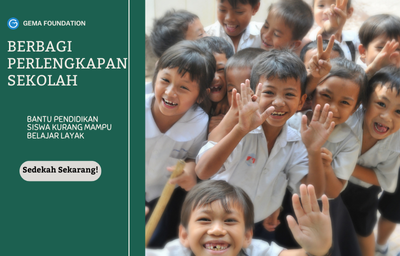 GEMA FOUNDATION
BERBAGI
PERLENGKAPAN
SEKOLAH
BANTU PENDIDIKAN
SISWA KURANG MAMPU
BELAJAR LAYAK
Sedekah Sekarang!